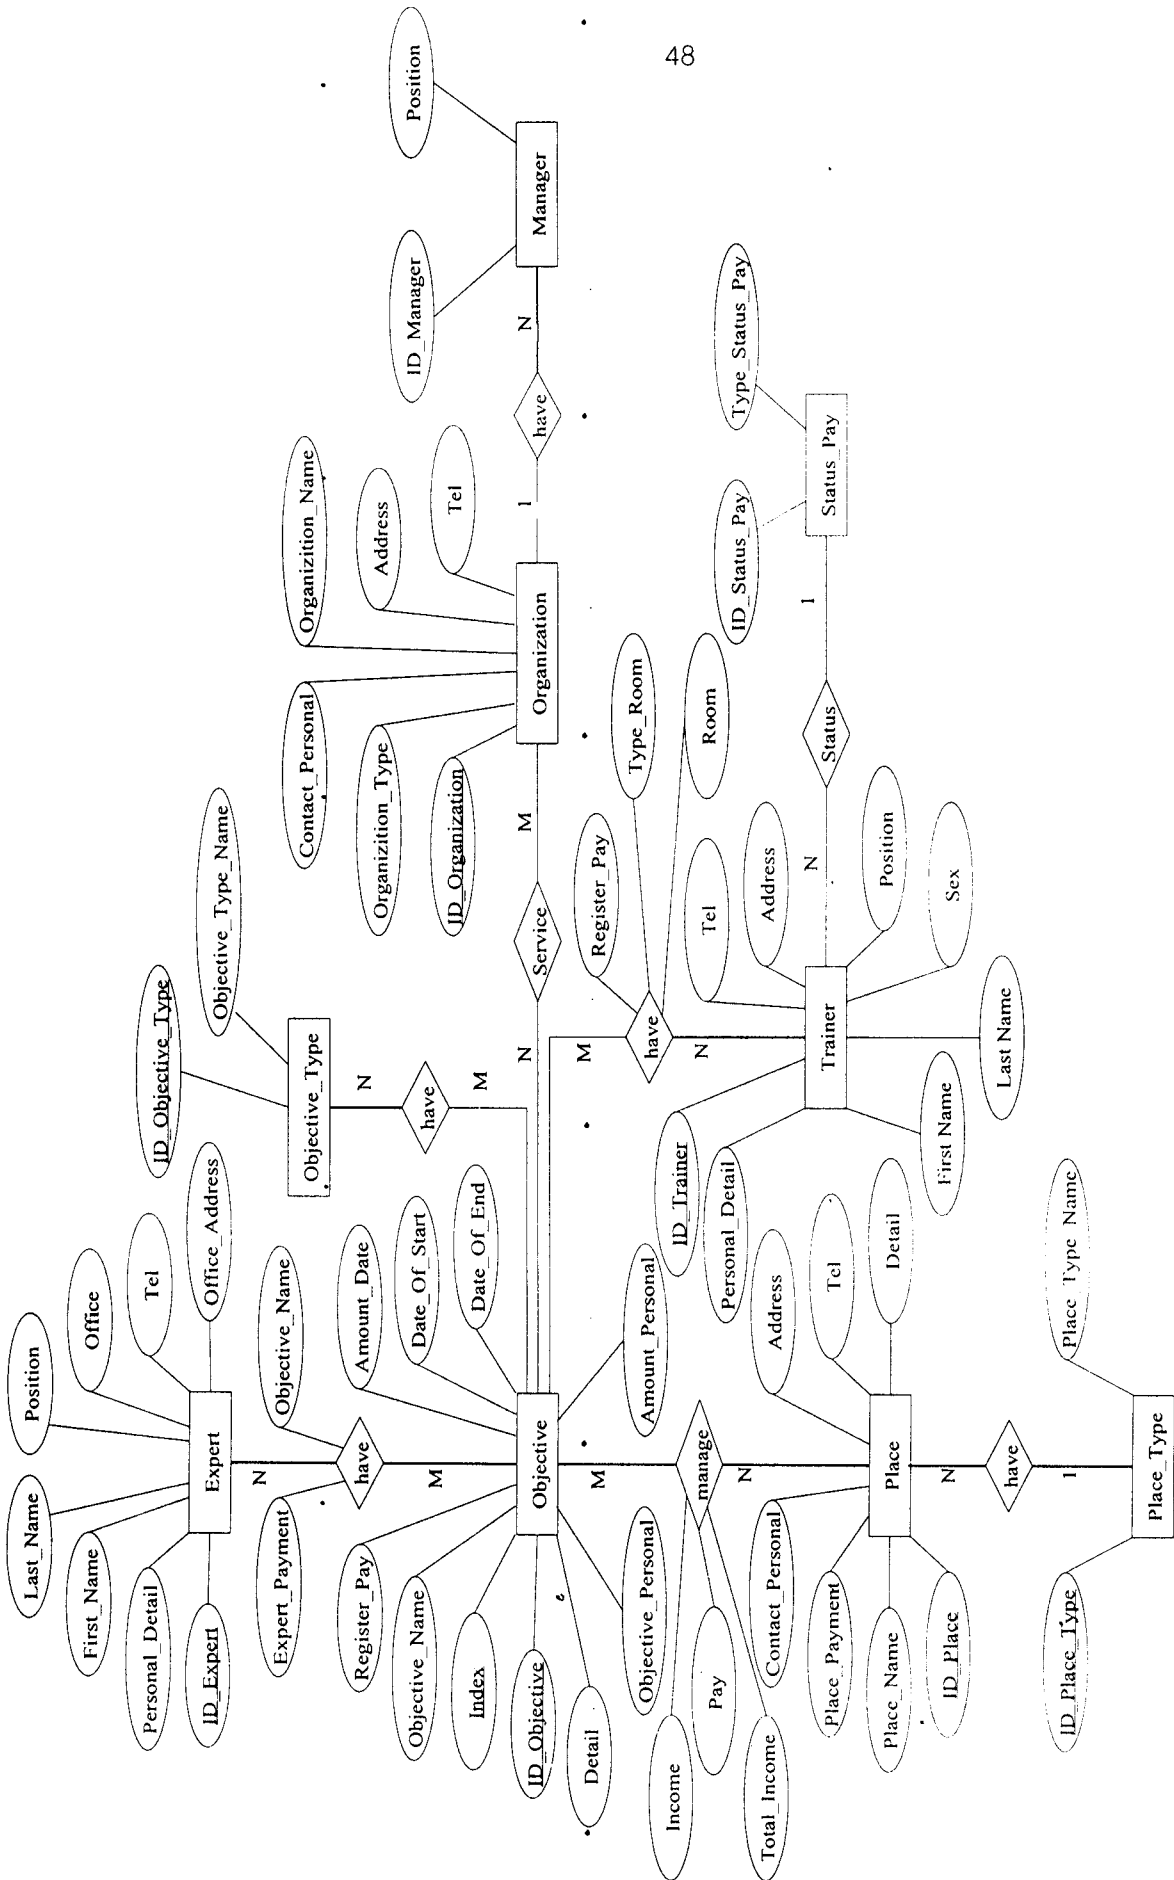 48
Last_Name
Position
First_Name
Office
Personal_Detail
Tel
ID_Expert
Expert
Office_Address
ID_Objective_Type
Objective_Type_Name
Expert_Payment
N
have
Objective_Name
Objective_Type
N
have
M
Contact_Personal
Organizition_Name
Organizition_Type
Address
ID_Organization
Tel
ID_Manager
Position
Register_Pay
M
Amount_Date
Objective_Name
Date_Of_Start
Index
Date_Of_End
ID_Objective
Objective
N
Service
M
Organization
1
have
N
Manager
Detail
M
Amount_Personal
Objective_Personal
Income
manage
Pay
N
Total_Income
M
Register_Pay
have
Type_Room
N
Room
ID_Trainer
Tel
Personal_Detail
Address
Trainer
N
Status
1
Status_Pay
ID_Status_Pay
Type_Status_Pay
Position
First Name
Sex
Last Name
Contact_Personal
Address
Place_Payment
Tel
Place_Name
Place
Detail
ID_Place
N
have
1
ID_Place_Type
Place_Type_Name
Place_Type